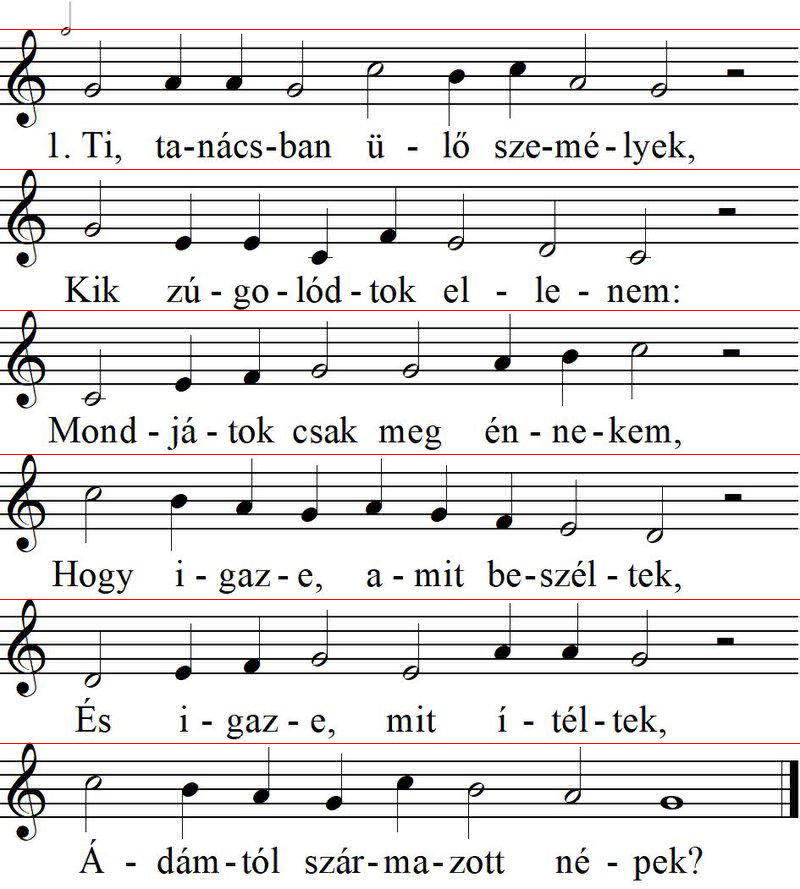 1. Ti, ta-nács-ban ü - lő sze-mé-lyek,
Kik zú - go - lód - tok el - le - nem:
Mond - já - tok csak meg én - ne - kem,
Hogy i - gaz - e, a - mit be - szél - tek,
És i - gaz - e, mit í - tél - tek,
Á - dám - tól szár - ma - zott né - pek?